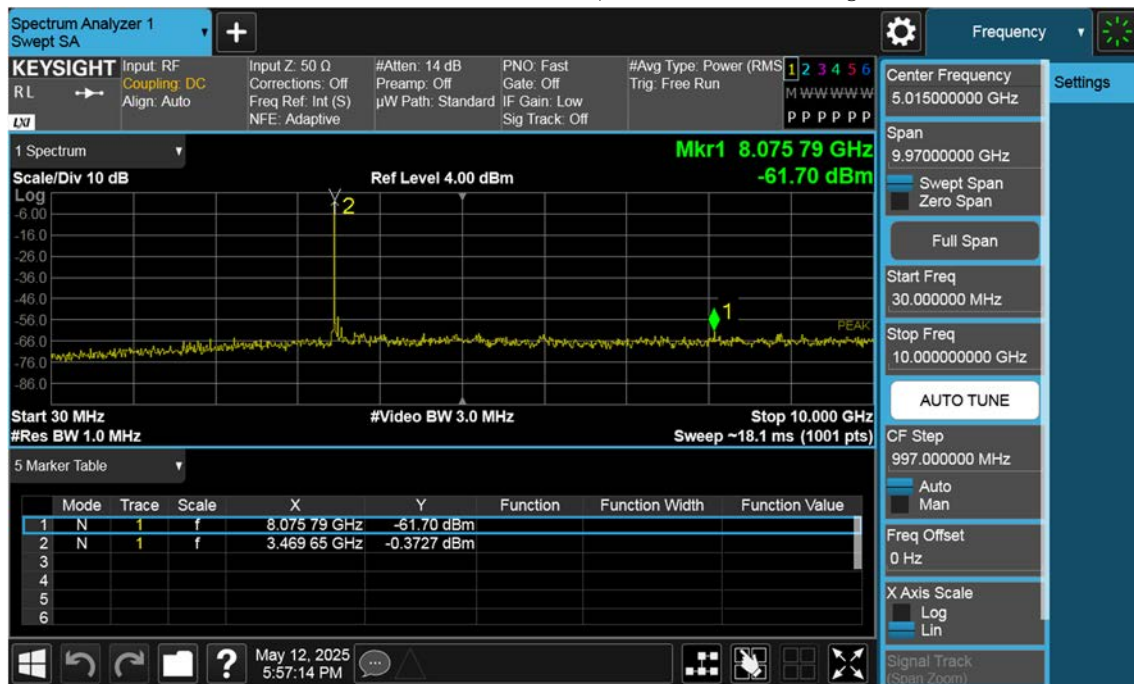 Spectrum Analyzer 1
Swept SA
+
Frequency
KEYSIGHT
RL
LXI
Input: RF
Coupling: DC
Align: Auto
Input Z: 50 Ω
Corrections: Off
Freq Ref: Int (S)
NFE: Adaptive
#Atten: 14 dB
Preamp: Off
µW Path: Standard
PNO: Fast
Gate: Off
IF Gain: Low
Sig Track: Off
#Avg Type: Power (RMS
Trig: Free Run
1 2 3 4 5 6
M W W W W W
P P P P P P
1 Spectrum
Scale/Div 10 dB
Ref Level 4.00 dBm
Mkr1 8.075 79 GHz
-61.70 dBm
Log
-6.00
-16.0
-26.0
-36.0
-46.0
-56.0
-66.0
-76.0
-86.0
2
1
PEAK
Start 30 MHz
#Video BW 3.0 MHz
Stop 10.000 GHz
#Res BW 1.0 MHz
Sweep ~18.1 ms (1001 pts)
5 Marker Table
Mode Trace Scale X Y Function Function Width Function Value
1 N 1 f 8.075 79 GHz -61.70 dBm
2 N 1 f 3.469 65 GHz -0.3727 dBm
3
4
5
6
May 12, 2025
5:57:14 PM
Center Frequency
5.015000000 GHz
Span
9.97000000 GHz
Swept Span
Zero Span
Full Span
Start Freq
30.000000 MHz
Stop Freq
10.000000000 GHz
AUTO TUNE
CF Step
997.000000 MHz
Auto
Man
Freq Offset
0 Hz
X Axis Scale
Log
Lin
Signal Track
(Span Zoom)
Settings